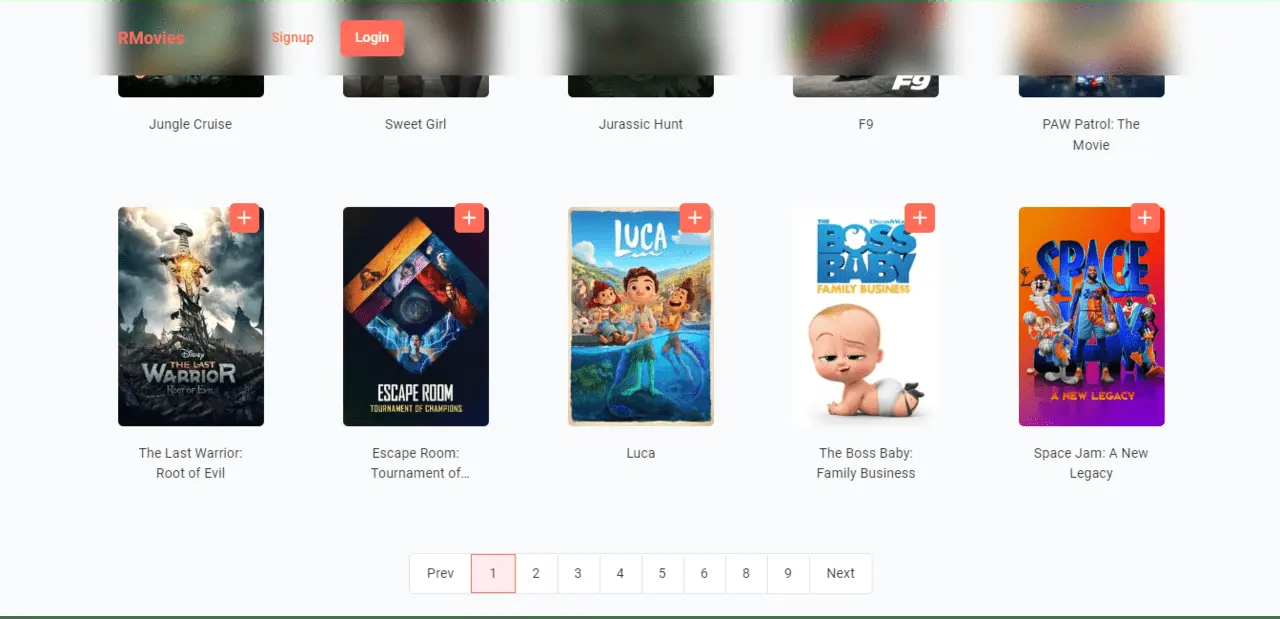 RMovies
Signup
Login
F9
Jungle Cruise
Sweet Girl
Jurassic Hunt
F9
PAW Patrol: The
Movie
Disney
THE LAST
WARRIOR
ROOT OF EVIL
ESCAPE ROOM
TOURNAMENT OF CHAMPIONS
LUCA
THE
DREAMWORKS
BOSS
BABY
FAMILY BUSINESS
SPACE
JAM
A NEW LEGACY
The Last Warrior:
Root of Evil
Escape Room:
Tournament of...
Luca
The Boss Baby:
Family Business
Space Jam: A New
Legacy
Prev
1
2
3
4
5
6
8
9
Next